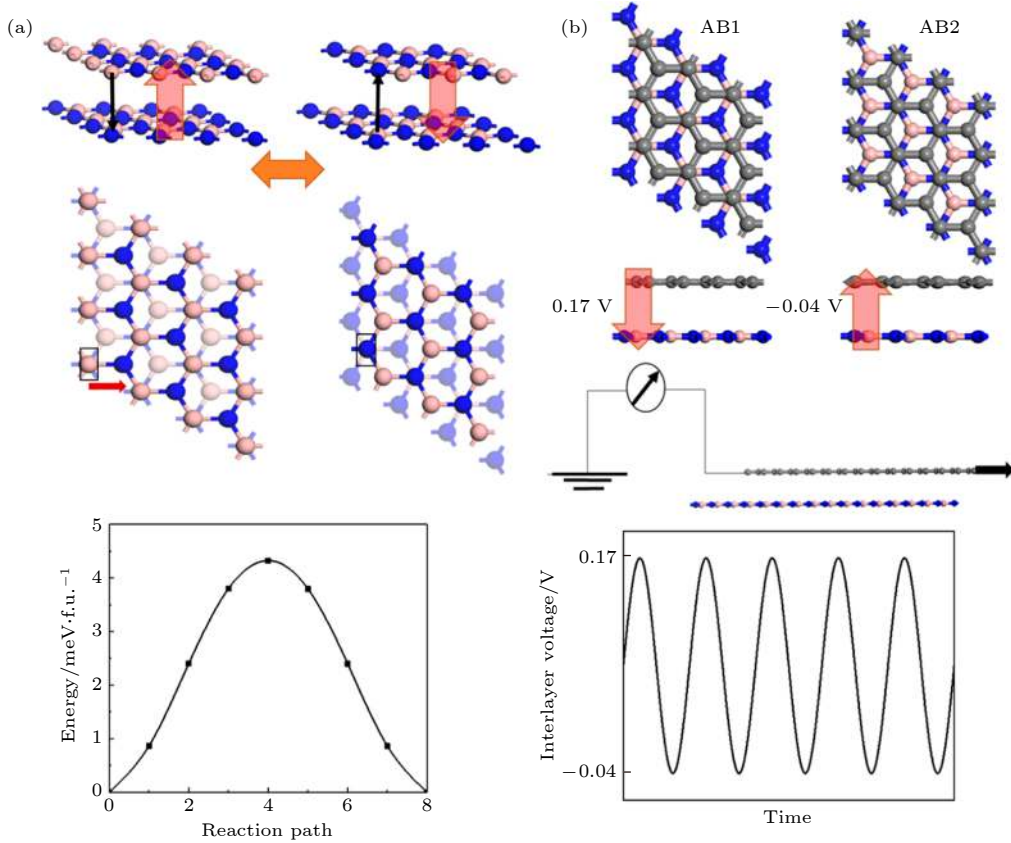 (a)
(b)
AB1
AB2
0.17 V
−0.04 V
5
4
3
2
1
0
Energy/meV·f.u.⁻¹
0
2
4
6
8
Reaction path
0.17
−0.04
Interlayer voltage/V
Time